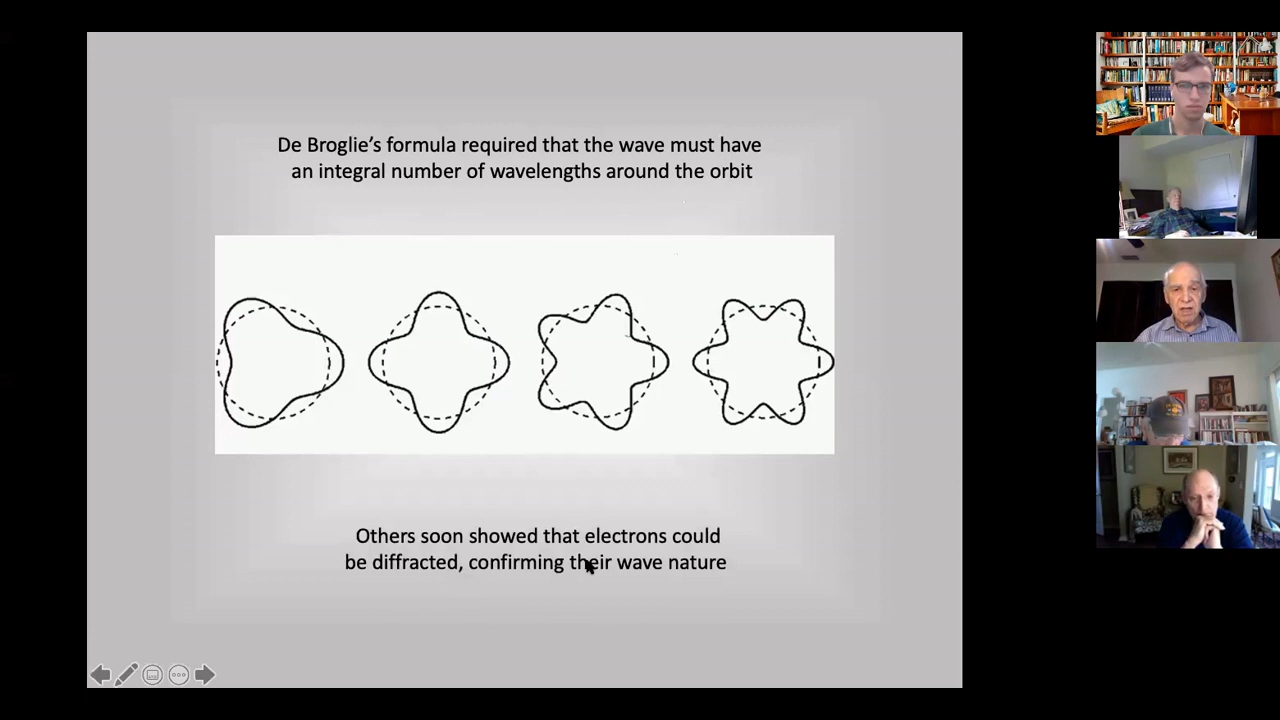 De Broglie’s formula required that the wave must have
an integral number of wavelengths around the orbit
Others soon showed that electrons could
be diffracted, confirming their wave nature